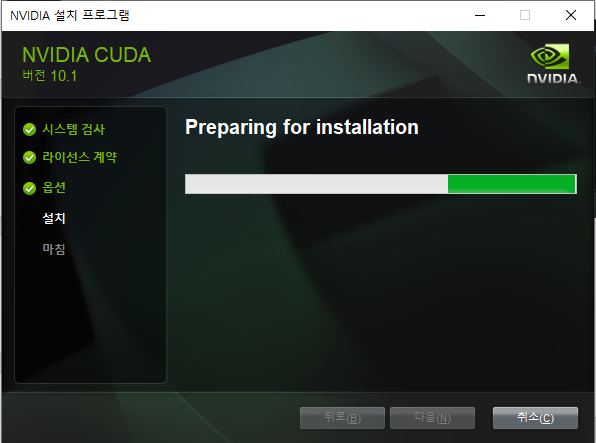 NVIDIA 설치 프로그램
NVIDIA CUDA
버전 10.1
NVIDIA.
시스템 검사
라이선스 계약
옵션
설치
마침
Preparing for installation
뒤로(B)
다음(N)
취소(C)